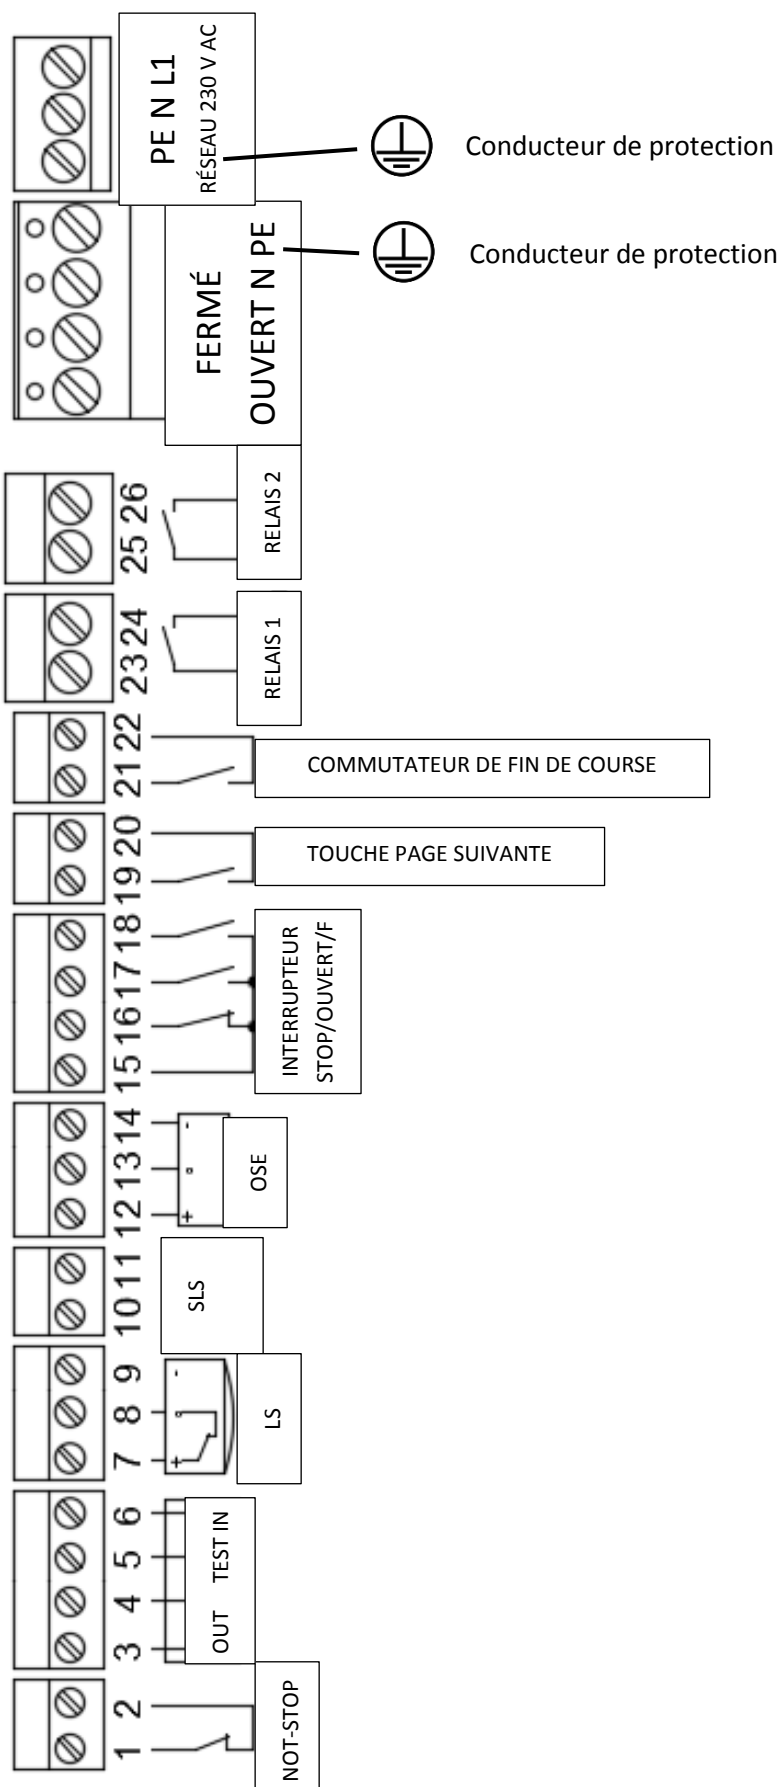 PE N L1
RÉSEAU 230 V AC
Conducteur de protection
FERMÉ
OUVERT N PE
Conducteur de protection
25 26
RELAIS 2
23 24
RELAIS 1
21 22
COMMUTATEUR DE FIN DE COURSE
19 20
TOUCHE PAGE SUIVANTE
15 16 17 18
INTERRUPTEUR
STOP/OUVERT/F
12 13 14
+ -
OSE
10 11
SLS
7 8 9
+ -
LS
3 4 5 6
OUT TEST IN
1 2
NOT-STOP